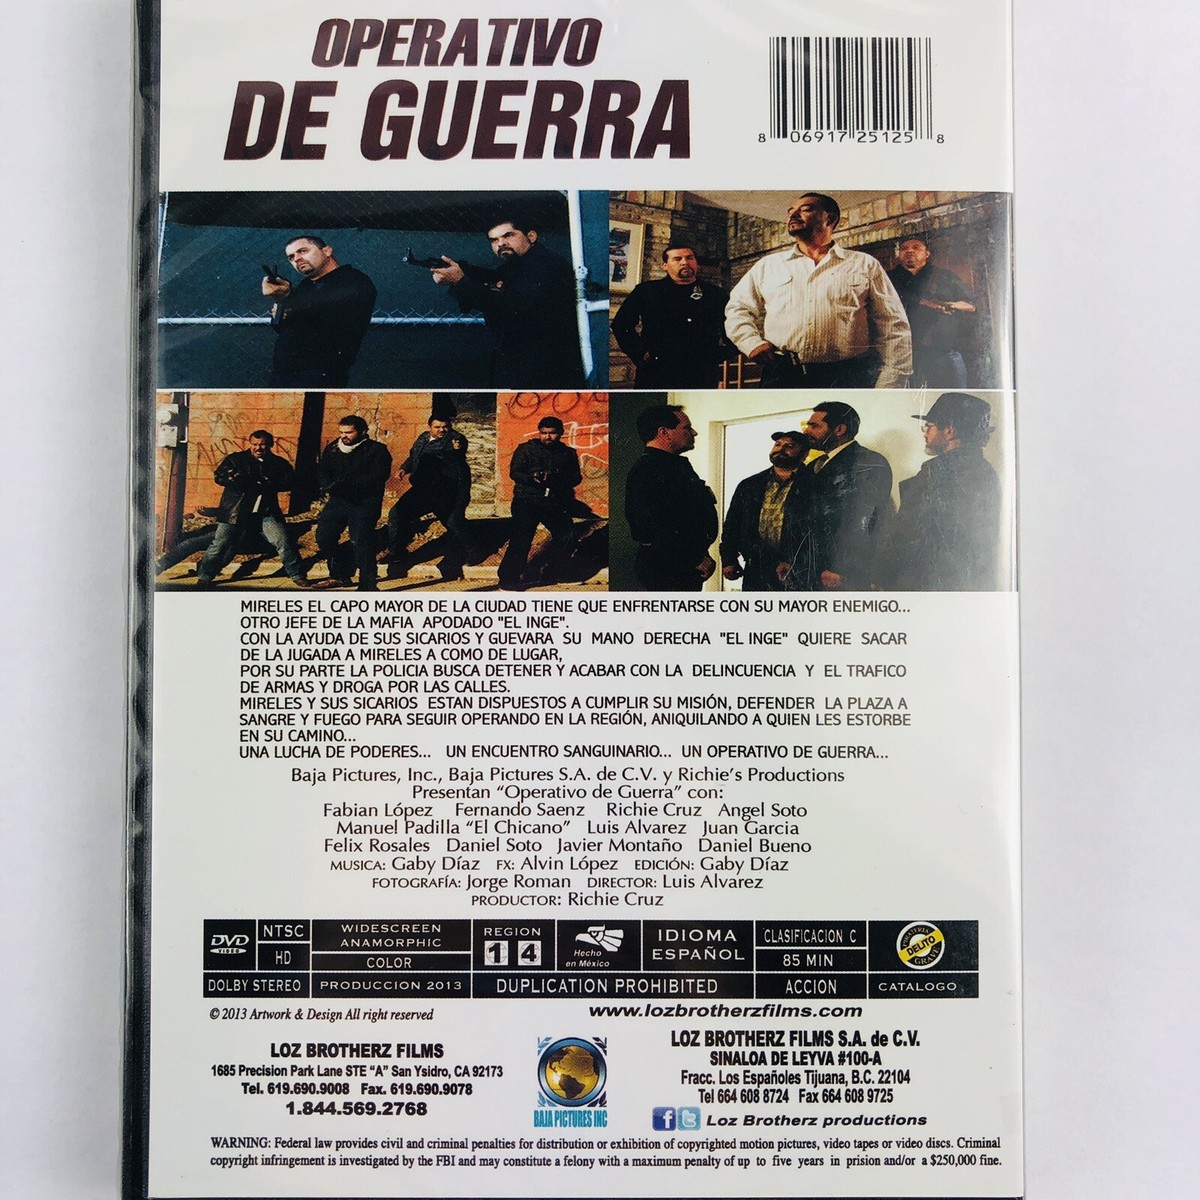 OPERATIVO
DE GUERRA
8 06917 25125 8
MIRELES EL CAPO MAYOR DE LA CIUDAD TIENE QUE ENFRENTARSE CON SU MAYOR ENEMIGO...
OTRO JEFE DE LA MAFIA APODADO "EL INGE".
CON LA AYUDA DE SUS SICARIOS Y GUEVARA SU MANO DERECHA "EL INGE" QUIERE SACAR
DE LA JUGADA A MIRELES A COMO DE LUGAR,
POR SU PARTE LA POLICIA BUSCA DETENER Y ACABAR CON LA DELINCUENCIA Y EL TRAFICO
DE ARMAS Y DROGA POR LAS CALLES.
MIRELES Y SUS SICARIOS ESTAN DISPUESTOS A CUMPLIR SU MISIÓN, DEFENDER LA PLAZA A
SANGRE Y FUEGO PARA SEGUIR OPERANDO EN LA REGIÓN, ANIQUILANDO A QUIEN LES ESTORBE
EN SU CAMINO...
UNA LUCHA DE PODERES... UN ENCUENTRO SANGUINARIO... UN OPERATIVO DE GUERRA...
Baja Pictures, Inc., Baja Pictures S.A. de C.V. y Richie's Productions
Presentan "Operativo de Guerra" con:
Fabian López Fernando Saenz Richie Cruz Angel Soto
Manuel Padilla "El Chicano" Luis Alvarez Juan Garcia
Felix Rosales Daniel Soto Javier Montaño Daniel Bueno
MUSICA: Gaby Díaz FX: Alvin López EDICIÓN: Gaby Díaz
FOTOGRAFÍA: Jorge Roman DIRECTOR: Luis Alvarez
PRODUCTOR: Richie Cruz
DVD VIDEO
NTSC
HD
DOLBY STEREO
WIDESCREEN
ANAMORPHIC
COLOR
PRODUCCION 2013
REGION
1 4
Hecho
en México
IDIOMA
ESPAÑOL
DUPLICATION PROHIBITED
CLASIFICACION C
85 MIN
ACCION
PIRATERIA
DELITO
GRAVE
CATALOGO
© 2013 Artwork & Design All right reserved
www.lozbrotherzfilms.com
LOZ BROTHERZ FILMS
1685 Precision Park Lane STE "A" San Ysidro, CA 92173
Tel. 619.690.9008 Fax. 619.690.9078
1.844.569.2768
BAJA PICTURES INC
LOZ BROTHERZ FILMS S.A. de C.V.
SINALOA DE LEYVA #100-A
Fracc. Los Españoles Tijuana, B.C. 22104
Tel 664 608 8724 Fax 664 608 9725
f t Loz Brotherz productions
WARNING: Federal law provides civil and criminal penalties for distribution or exhibition of copyrighted motion pictures, video tapes or video discs. Criminal
copyright infringement is investigated by the FBI and may constitute a felony with a maximum penalty of up to five years in prision and/or a $250,000 fine.